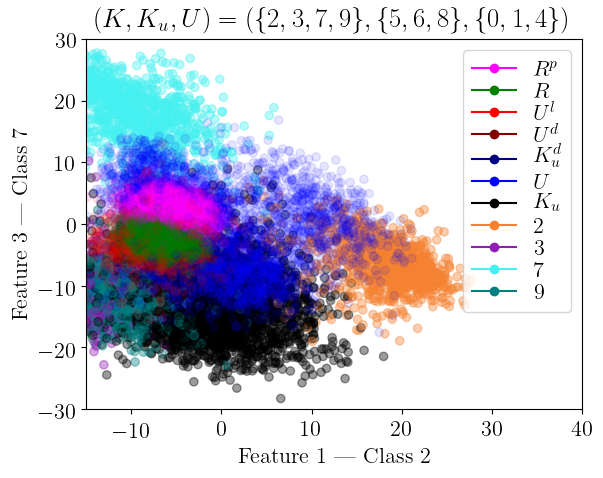 (K, K_u, U) = ({2, 3, 7, 9}, {5, 6, 8}, {0, 1, 4})
30
20
10
0
−10
−20
−30
Feature 3 — Class 7
R^p
R
U^l
U^d
K_u^d
U
K_u
2
3
7
9
−10 0 10 20 30 40
Feature 1 — Class 2